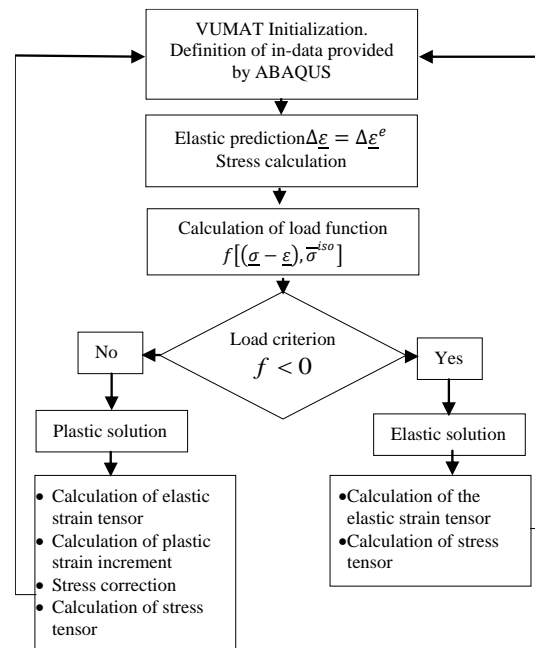 VUMAT Initialization.
Definition of in-data provided
by ABAQUS
Elastic prediction Δε = Δε^e
Stress calculation
Calculation of load function
f[(σ − ε), σ̅^iso]
Load criterion
f < 0
No
Yes
Plastic solution
Elastic solution
• Calculation of elastic
strain tensor
• Calculation of plastic
strain increment
• Stress correction
• Calculation of stress
tensor
•Calculation of the
elastic strain tensor
•Calculation of stress
tensor